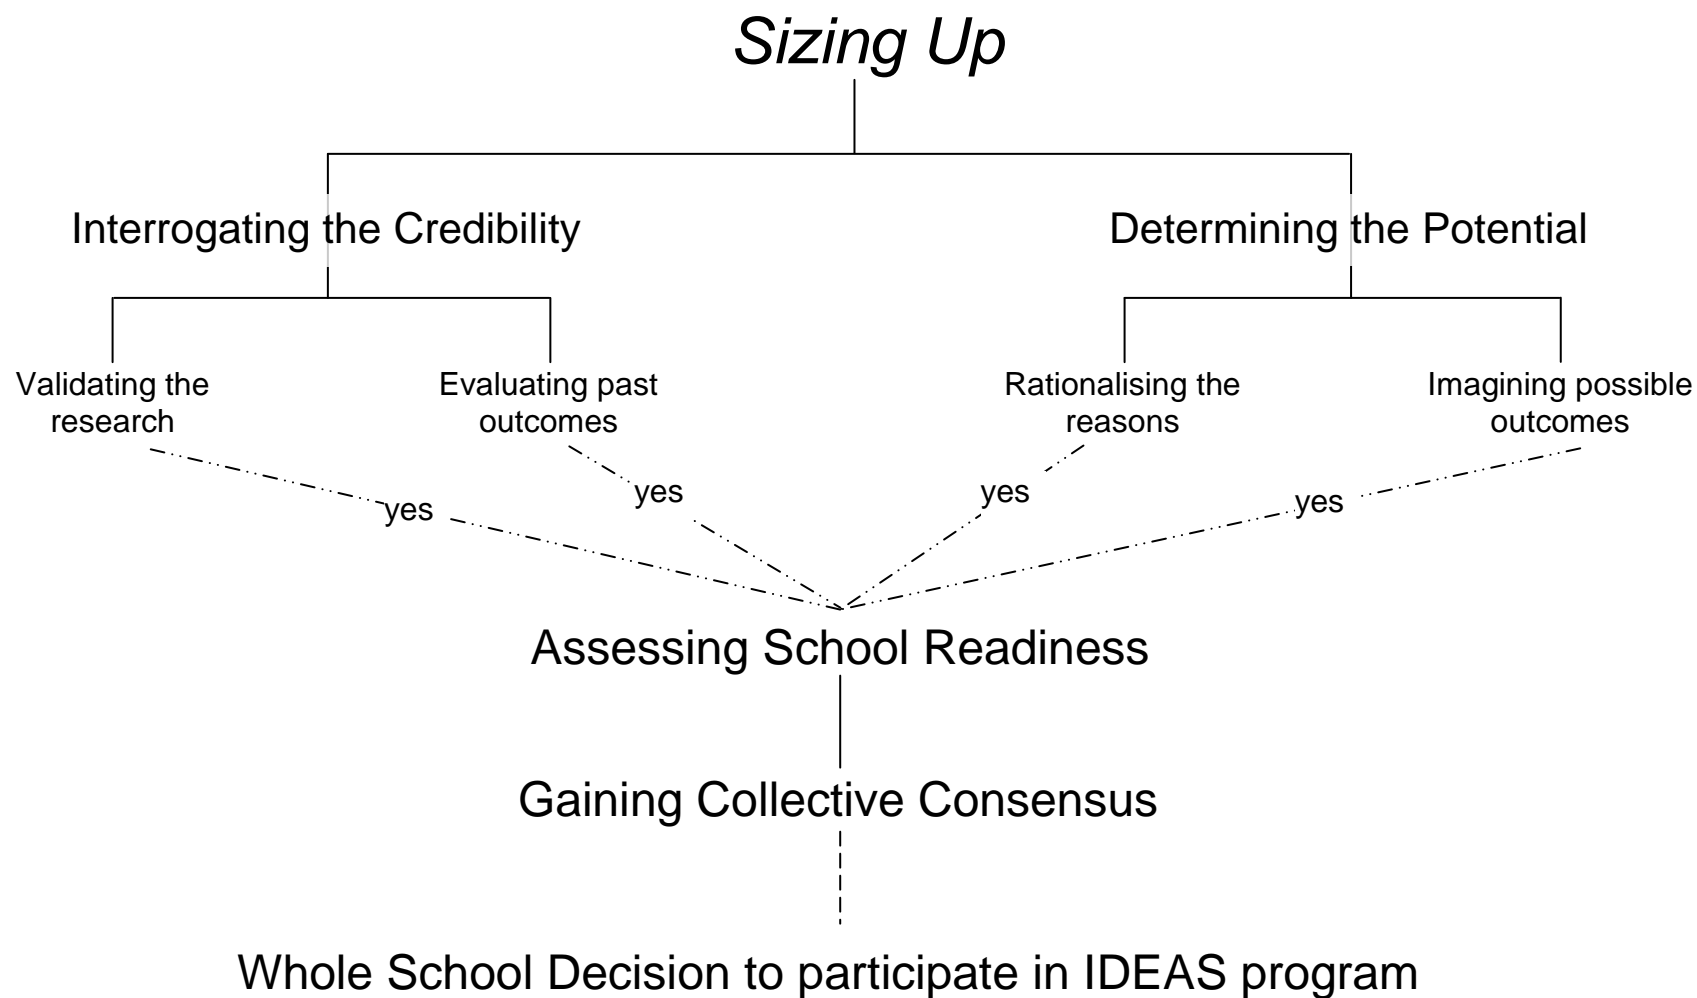 Sizing Up
Interrogating the Credibility
Determining the Potential
Validating the
research
Evaluating past
outcomes
Rationalising the
reasons
Imagining possible
outcomes
yes
yes
yes
yes
Assessing School Readiness
Gaining Collective Consensus
Whole School Decision to participate in IDEAS program